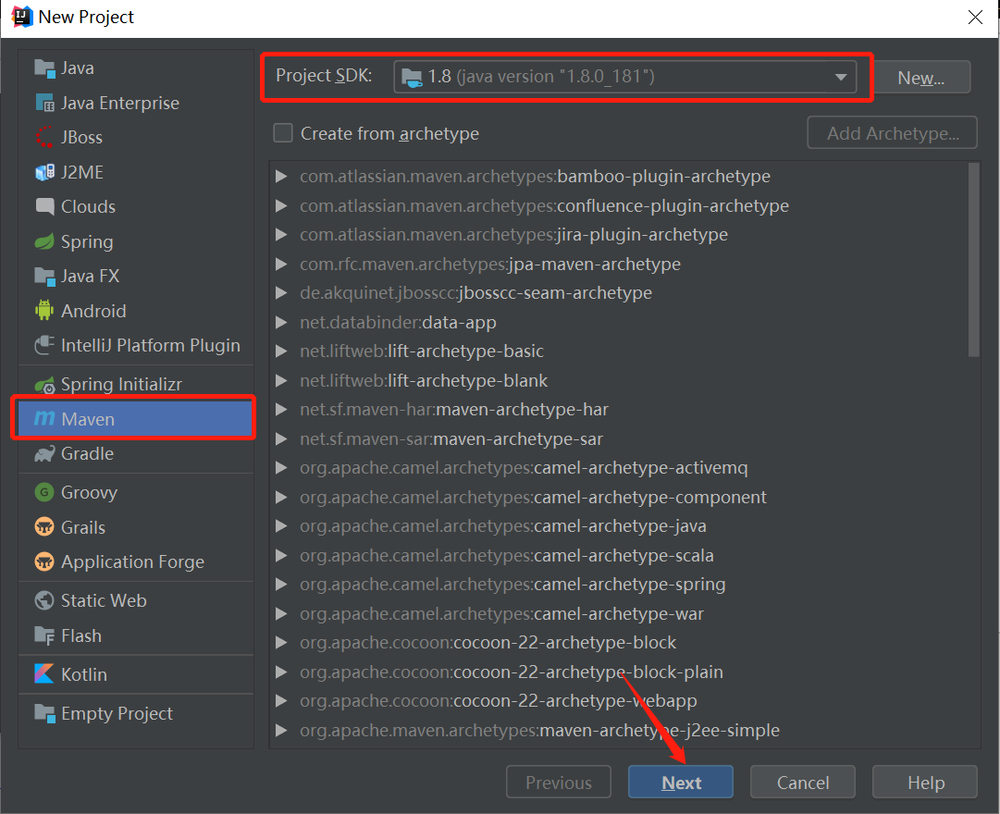 New Project
Java
Java Enterprise
JBoss
J2ME
Clouds
Spring
Java FX
Android
IntelliJ Platform Plugin
Spring Initializr
Maven
Gradle
Groovy
Grails
Application Forge
Static Web
Flash
Kotlin
Empty Project
Project SDK: 1.8 (java version "1.8.0_181") New...
Create from archetype Add Archetype...
com.atlassian.maven.archetypes:bamboo-plugin-archetype
com.atlassian.maven.archetypes:confluence-plugin-archetype
com.atlassian.maven.archetypes:jira-plugin-archetype
com.rfc.maven.archetypes:jpa-maven-archetype
de.akquinet.jbosscc:jbosscc-seam-archetype
net.databinder:data-app
net.liftweb:lift-archetype-basic
net.liftweb:lift-archetype-blank
net.sf.maven-har:maven-archetype-har
net.sf.maven-sar:maven-archetype-sar
org.apache.camel.archetypes:camel-archetype-activemq
org.apache.camel.archetypes:camel-archetype-component
org.apache.camel.archetypes:camel-archetype-java
org.apache.camel.archetypes:camel-archetype-scala
org.apache.camel.archetypes:camel-archetype-spring
org.apache.camel.archetypes:camel-archetype-war
org.apache.cocoon:cocoon-22-archetype-block
org.apache.cocoon:cocoon-22-archetype-block-plain
org.apache.cocoon:cocoon-22-archetype-webapp
org.apache.maven.archetypes:maven-archetype-j2ee-simple
Previous Next Cancel Help